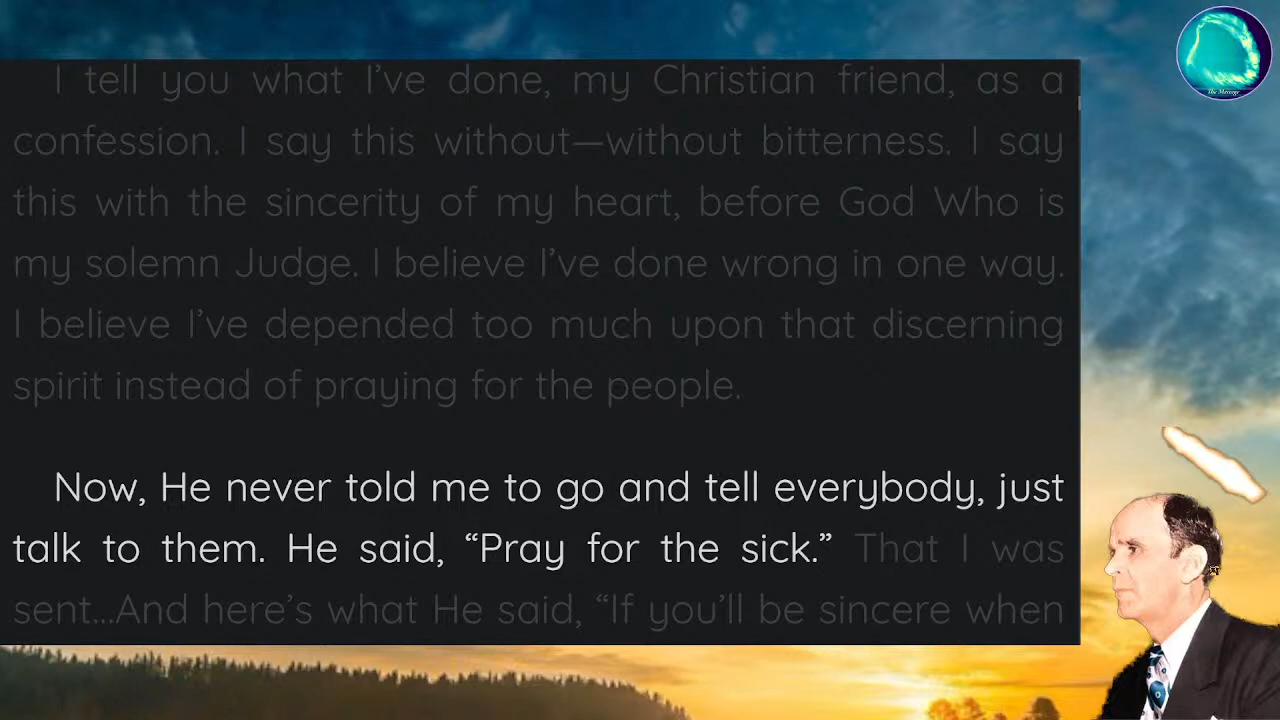 I tell you what I’ve done, my Christian friend, as a
confession. I say this without—without bitterness. I say
this with the sincerity of my heart, before God Who is
my solemn Judge. I believe I’ve done wrong in one way.
I believe I’ve depended too much upon that discerning
spirit instead of praying for the people.
Now, He never told me to go and tell everybody, just
talk to them. He said, “Pray for the sick.” That I was
sent...And here’s what He said, “If you’ll be sincere when
The Message